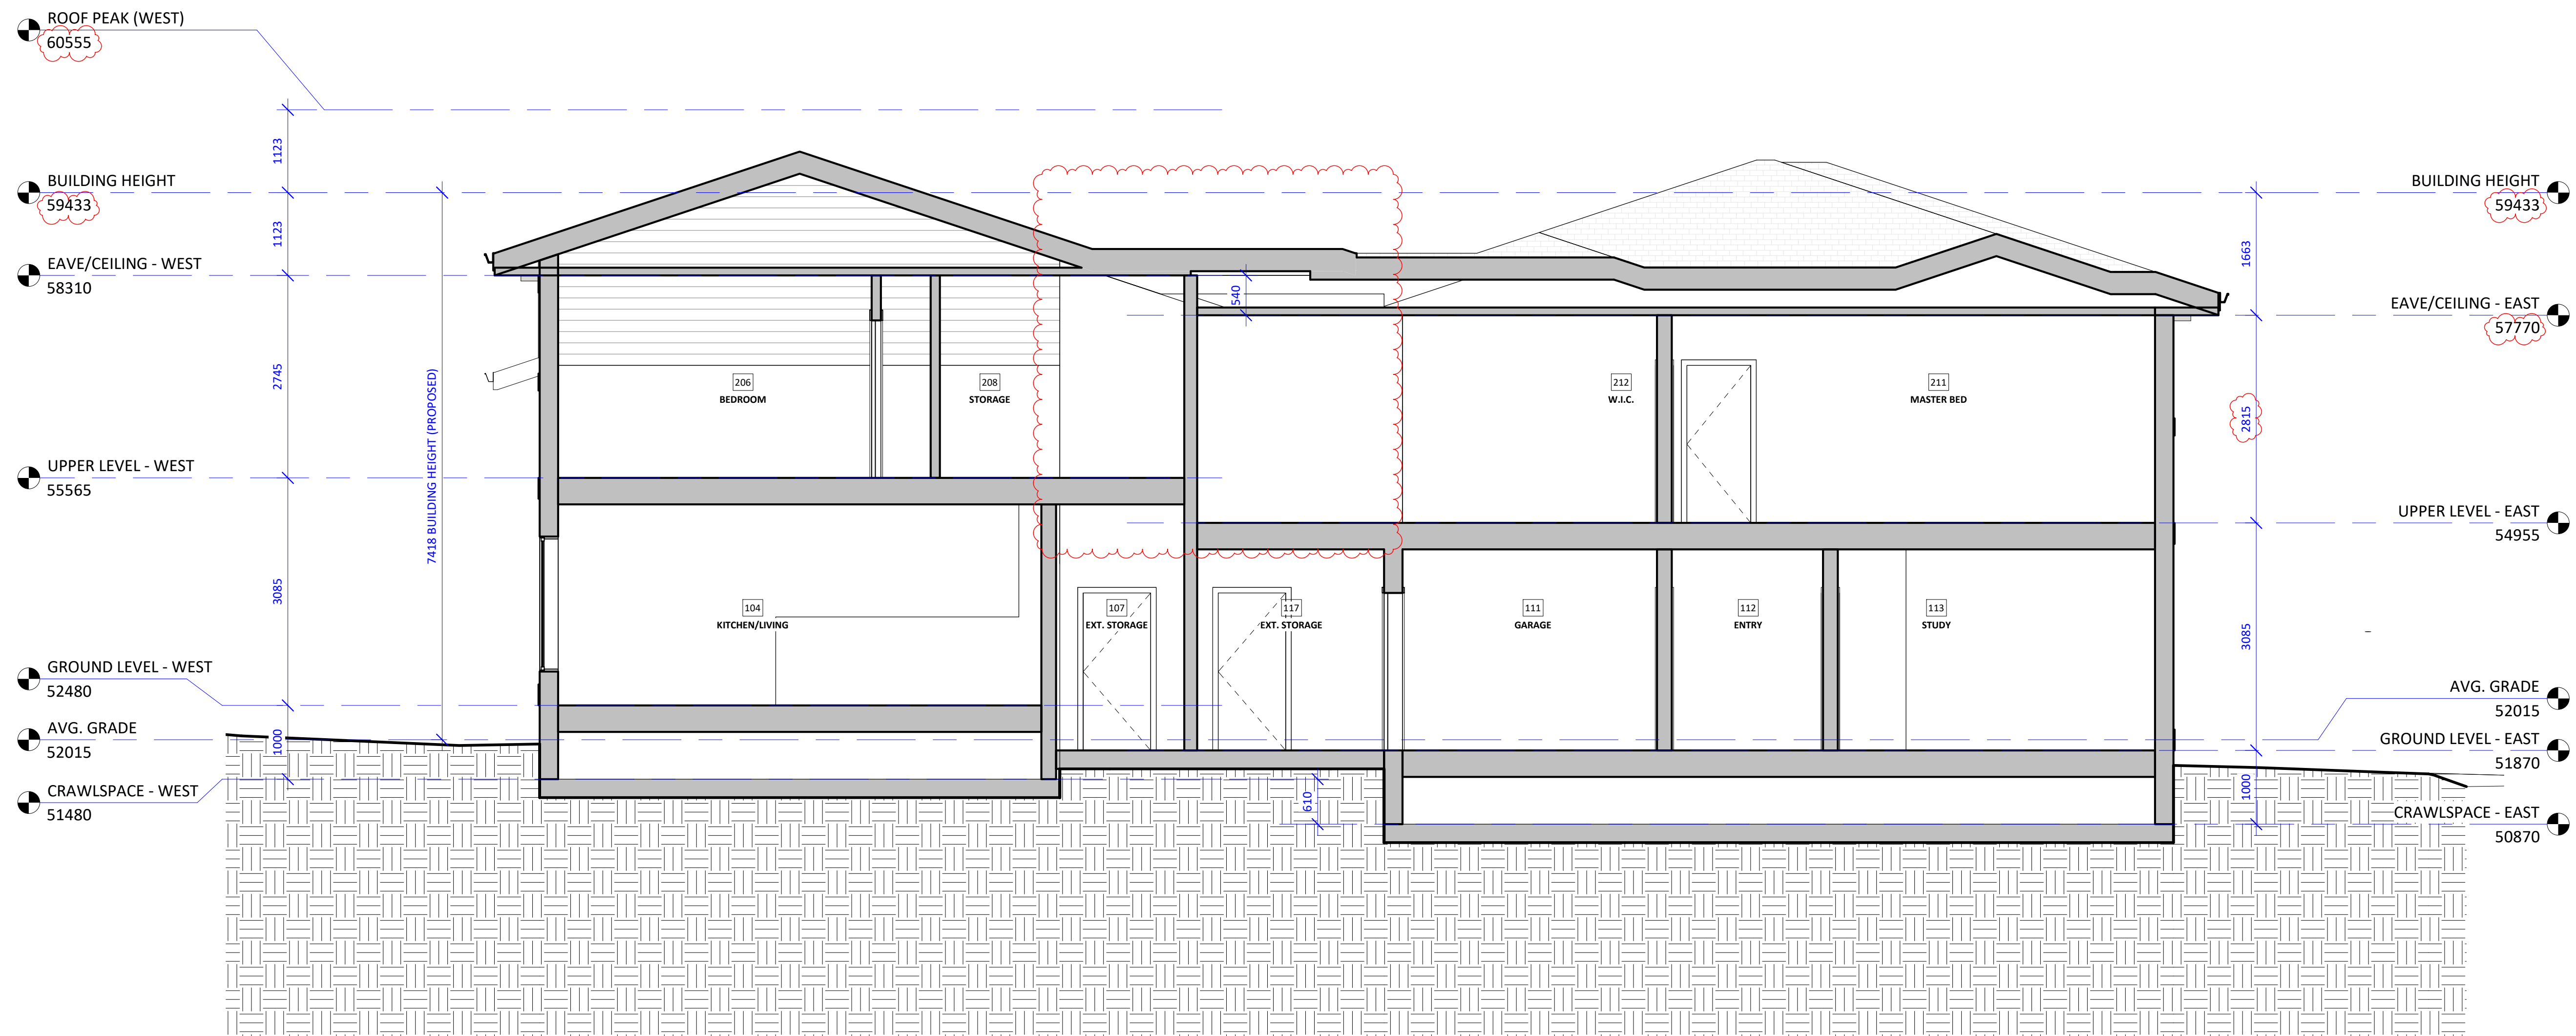 ROOF PEAK (WEST)
60555
1123
BUILDING HEIGHT
59433
1123
EAVE/CEILING - WEST
58310
2745
UPPER LEVEL - WEST
55565
3085
GROUND LEVEL - WEST
52480
AVG. GRADE
52015
1000
CRAWLSPACE - WEST
51480
7418 BUILDING HEIGHT (PROPOSED)
206
BEDROOM
208
STORAGE
540
212
W.I.C.
211
MASTER BED
104
KITCHEN/LIVING
107
EXT. STORAGE
117
EXT. STORAGE
111
GARAGE
112
ENTRY
113
STUDY
610
BUILDING HEIGHT
59433
1663
EAVE/CEILING - EAST
57770
2815
UPPER LEVEL - EAST
54955
3085
AVG. GRADE
52015
GROUND LEVEL - EAST
51870
1000
CRAWLSPACE - EAST
50870